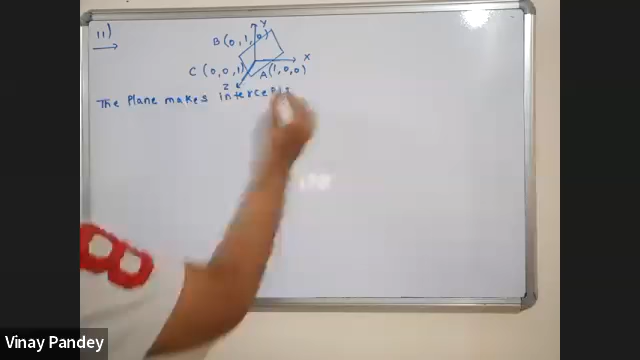 11)
Y
B (0, 1, 0)
X
C (0, 0, 1)
A (1, 0, 0)
Z
The Plane makes intercepts
B
Vinay Pandey